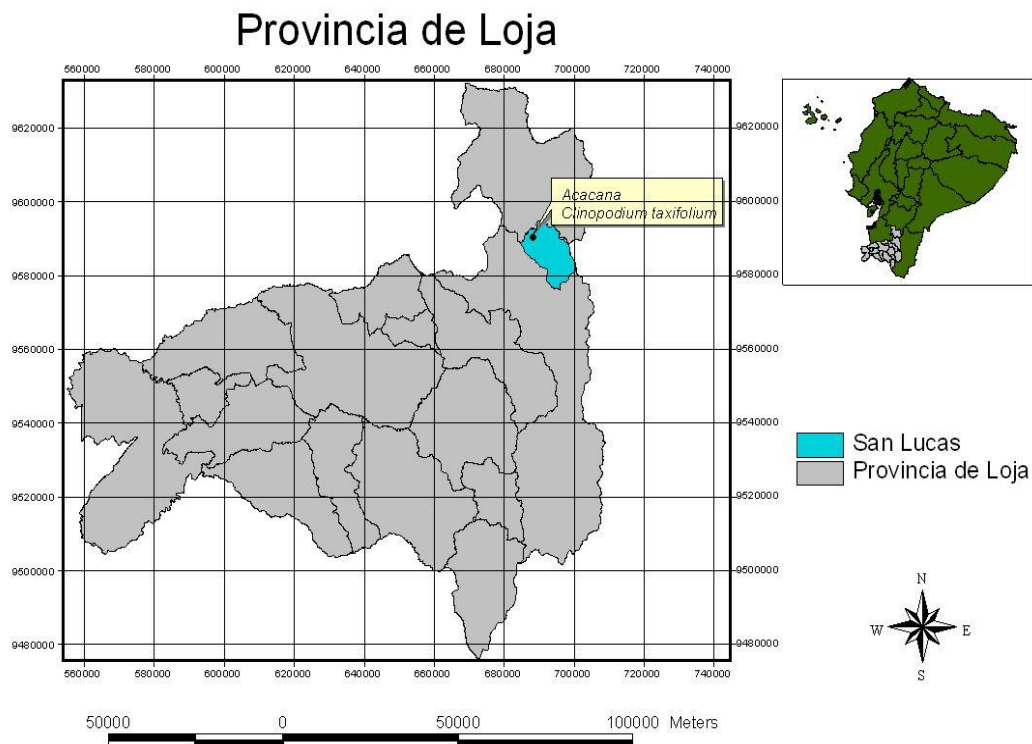 Provincia de Loja
560000 580000 600000 620000 640000 660000 680000 700000 720000 740000
9620000 9620000
9600000 9600000
Acacana
Clinopodium taxifolium
9580000 9580000
9560000 9560000
9540000 9540000
San Lucas
Provincia de Loja
9520000 9520000
9500000 9500000
9480000 9480000
560000 580000 600000 620000 640000 660000 680000 700000 720000 740000
N
W E
S
50000 0 50000 100000 Meters